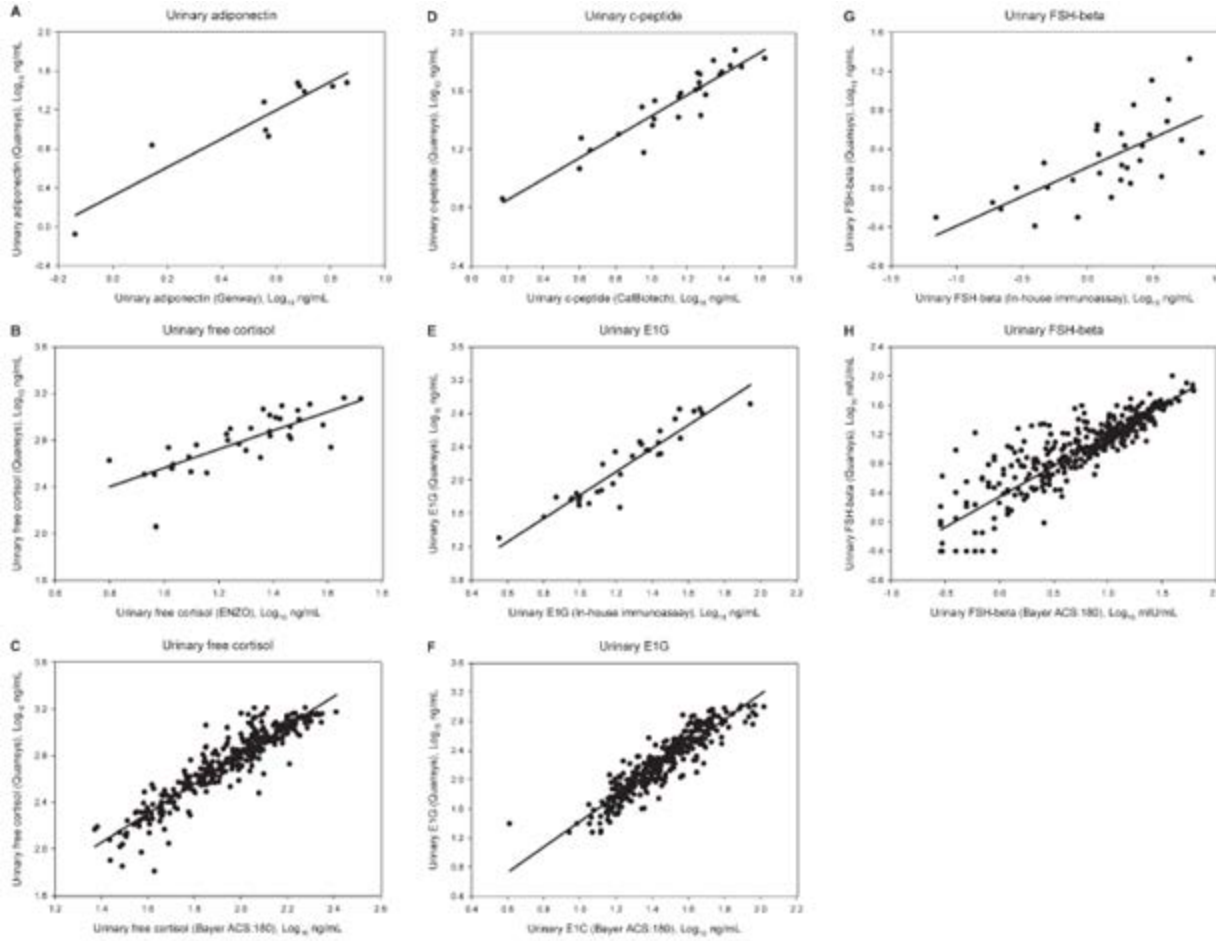 A
Urinary adiponectin
Urinary adiponectin (Quansys), Log₁₀ ng/mL
2.0
1.6
1.2
0.8
0.4
0.0
-0.4
-0.2 0.0 0.2 0.4 0.6 0.8 1.0
Urinary adiponectin (Genway), Log₁₀ ng/mL
D
Urinary c-peptide
Urinary c-peptide (Quansys), Log₁₀ ng/mL
2.0
1.6
1.2
0.8
0.4
0.0 0.2 0.4 0.6 0.8 1.0 1.2 1.4 1.6 1.8
Urinary c-peptide (CalBiotech), Log₁₀ ng/mL
G
Urinary FSH-beta
Urinary FSH-beta (Quansys), Log₁₀ ng/mL
1.6
1.2
0.8
0.4
0.0
-0.4
-0.8
-1.5 -1.0 -0.5 0.0 0.5
Urinary FSH-beta (In-house immunoassay), Log₁₀ ng/mL
B
Urinary free cortisol
Urinary free cortisol (Quansys), Log₁₀ ng/mL
3.6
3.2
2.8
2.4
2.0
1.6
0.6 0.8 1.0 1.2 1.4 1.6 1.8
Urinary free cortisol (ENZO), Log₁₀ ng/mL
E
Urinary E1G
Urinary E1G (Quansys), Log₁₀ ng/mL
3.6
3.2
2.8
2.4
2.0
1.6
1.2
0.8
0.4 0.6 0.8 1.0 1.2 1.4 1.6 1.8 2.0 2.2
Urinary E1G (In-house immunoassay), Log₁₀ ng/mL
H
Urinary FSH-beta
Urinary FSH-beta (Quansys), Log₁₀ mIU/mL
2.4
2.0
1.6
1.2
0.8
0.4
0.0
-0.4
-0.8
-1.0 -0.5 0.0 0.5 1.0 1.5
Urinary FSH-beta (Bayer ACS:180), Log₁₀ mIU/mL
C
Urinary free cortisol
Urinary free cortisol (Quansys), Log₁₀ ng/mL
3.6
3.2
2.8
2.4
2.0
1.6
1.2 1.4 1.6 1.8 2.0 2.2 2.4 2.6
Urinary free cortisol (Bayer ACS:180), Log₁₀ ng/mL
F
Urinary E1G
Urinary E1G (Quansys), Log₁₀ ng/mL
3.6
3.2
2.8
2.4
2.0
1.6
1.2
0.8
0.4
0.4 0.6 0.8 1.0 1.2 1.4 1.6 1.8 2.0 2.2
Urinary E1C (Bayer ACS:180), Log₁₀ ng/mL